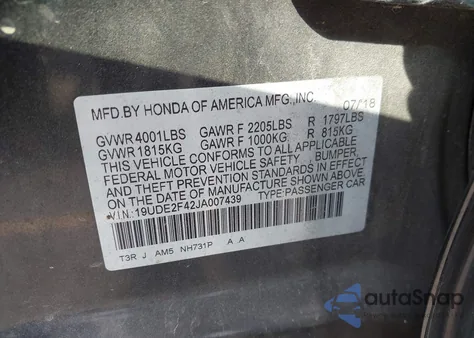 MFD.BY HONDA OF AMERICA MFG.,INC. 07/18
GVWR 4001LBS GAWR F 2205LBS R 1797LBS
GVWR 1815KG GAWR F 1000KG R 815KG
THIS VEHICLE CONFORMS TO ALL APPLICABLE
FEDERAL MOTOR VEHICLE SAFETY , BUMPER,
AND THEFT PREVENTION STANDARDS IN EFFECT
ON THE DATE OF MANUFACTURE SHOWN ABOVE.
V.I.N.: 19UDE2F42JA007439 TYPE:PASSENGER CAR
T3R J AM5 NH731P A A
autoSnap